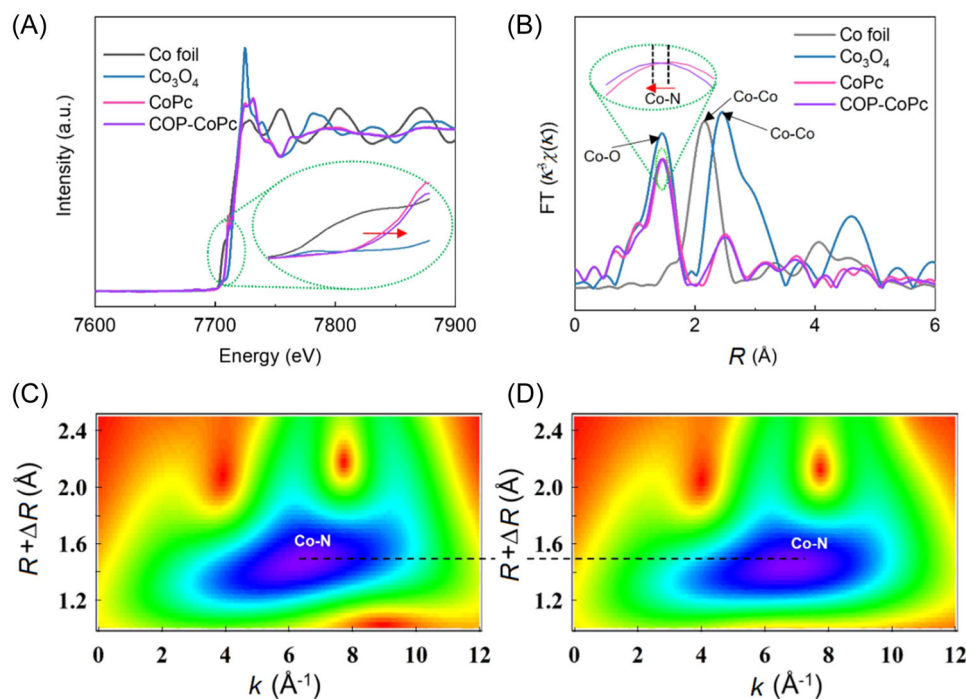 (A)
Co foil
Co₃O₄
CoPc
COP-CoPc
Intensity (a.u.)
7600
7700
7800
7900
Energy (eV)
(B)
Co foil
Co₃O₄
CoPc
COP-CoPc
Co-N
Co-Co
Co-Co
Co-O
FT (κ³χ(κ))
0
2
4
6
R (Å)
(C)
2.4
2.0
1.6
1.2
R+ΔR (Å)
Co-N
0
2
4
6
8
10
12
k (Å⁻¹)
(D)
2.4
2.0
1.6
1.2
R+ΔR (Å)
Co-N
0
2
4
6
8
10
12
k (Å⁻¹)